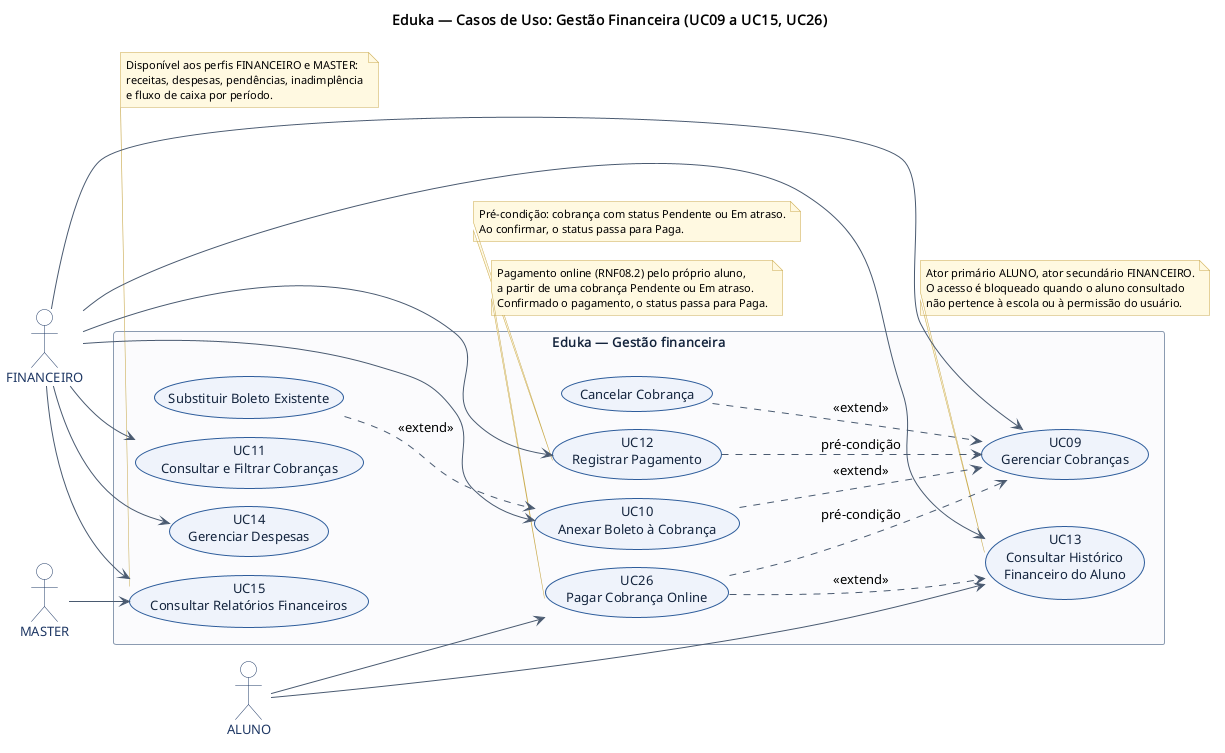 Eduka — Casos de Uso: Gestão Financeira (UC09 a UC15, UC26)
Disponível aos perfis FINANCEIRO e MASTER:
receitas, despesas, pendências, inadimplência
e fluxo de caixa por período.
Pré-condição: cobrança com status Pendente ou Em atraso.
Ao confirmar, o status passa para Paga.
Pagamento online (RNF08.2) pelo próprio aluno,
a partir de uma cobrança Pendente ou Em atraso.
Confirmado o pagamento, o status passa para Paga.
Ator primário ALUNO, ator secundário FINANCEIRO.
O acesso é bloqueado quando o aluno consultado
não pertence à escola ou à permissão do usuário.
FINANCEIRO
Eduka — Gestão financeira
Substituir Boleto Existente
«extend»
UC11
Consultar e Filtrar Cobranças
UC14
Gerenciar Despesas
UC15
Consultar Relatórios Financeiros
Cancelar Cobrança
UC12
Registrar Pagamento
UC10
Anexar Boleto à Cobrança
UC26
Pagar Cobrança Online
«extend»
pré-condição
«extend»
pré-condição
«extend»
UC09
Gerenciar Cobranças
UC13
Consultar Histórico
Financeiro do Aluno
MASTER
ALUNO